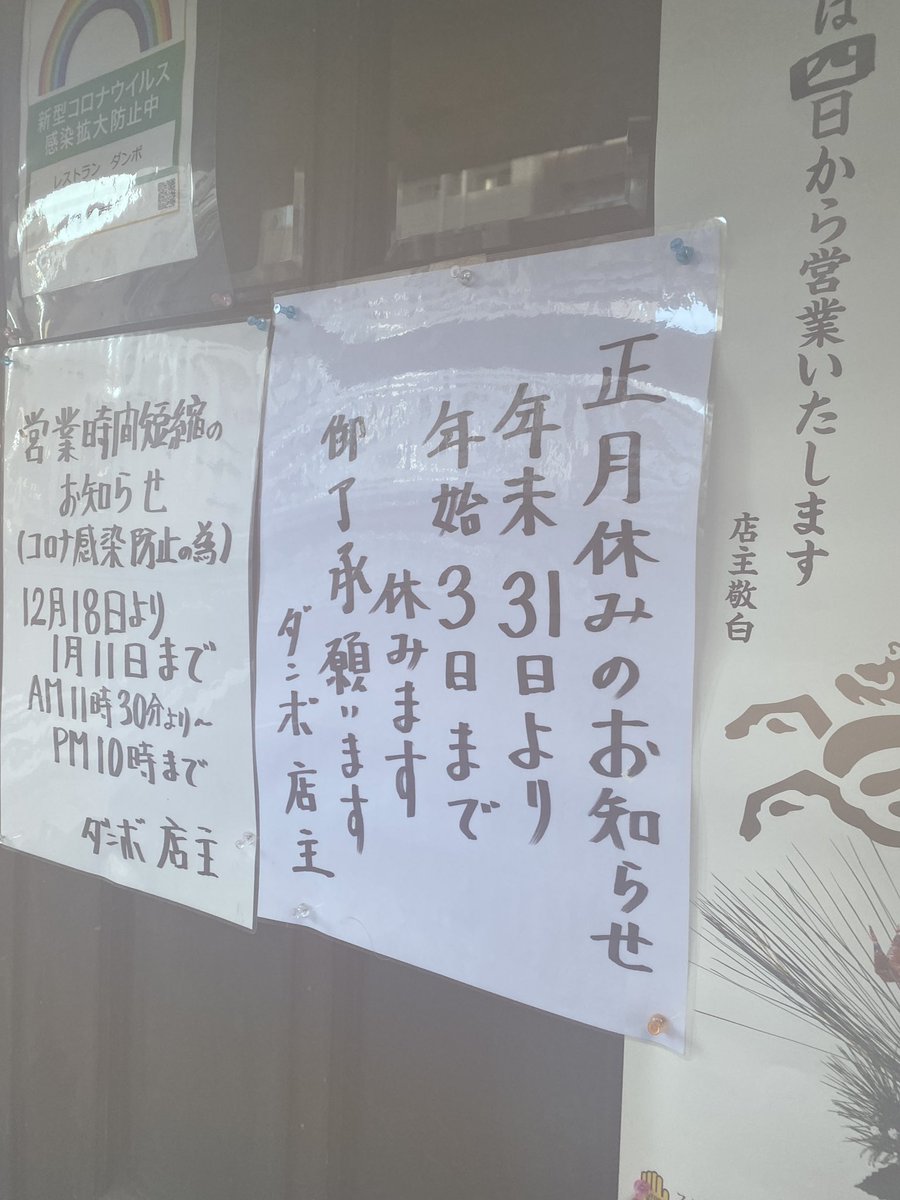 新型コロナウイルス
感染拡大防止中
レストラン ダンボ
営業時間短縮の
お知らせ
(コロナ感染防止の為)
12月18日より
1月11日まで
AM11時30分より~
PM10時まで
ダンボ 店主
正月休みのお知らせ
年末31日より
年始3日まで
休みます
御了承願います
ダンボ 店主
は四日から営業いたします
店主敬白